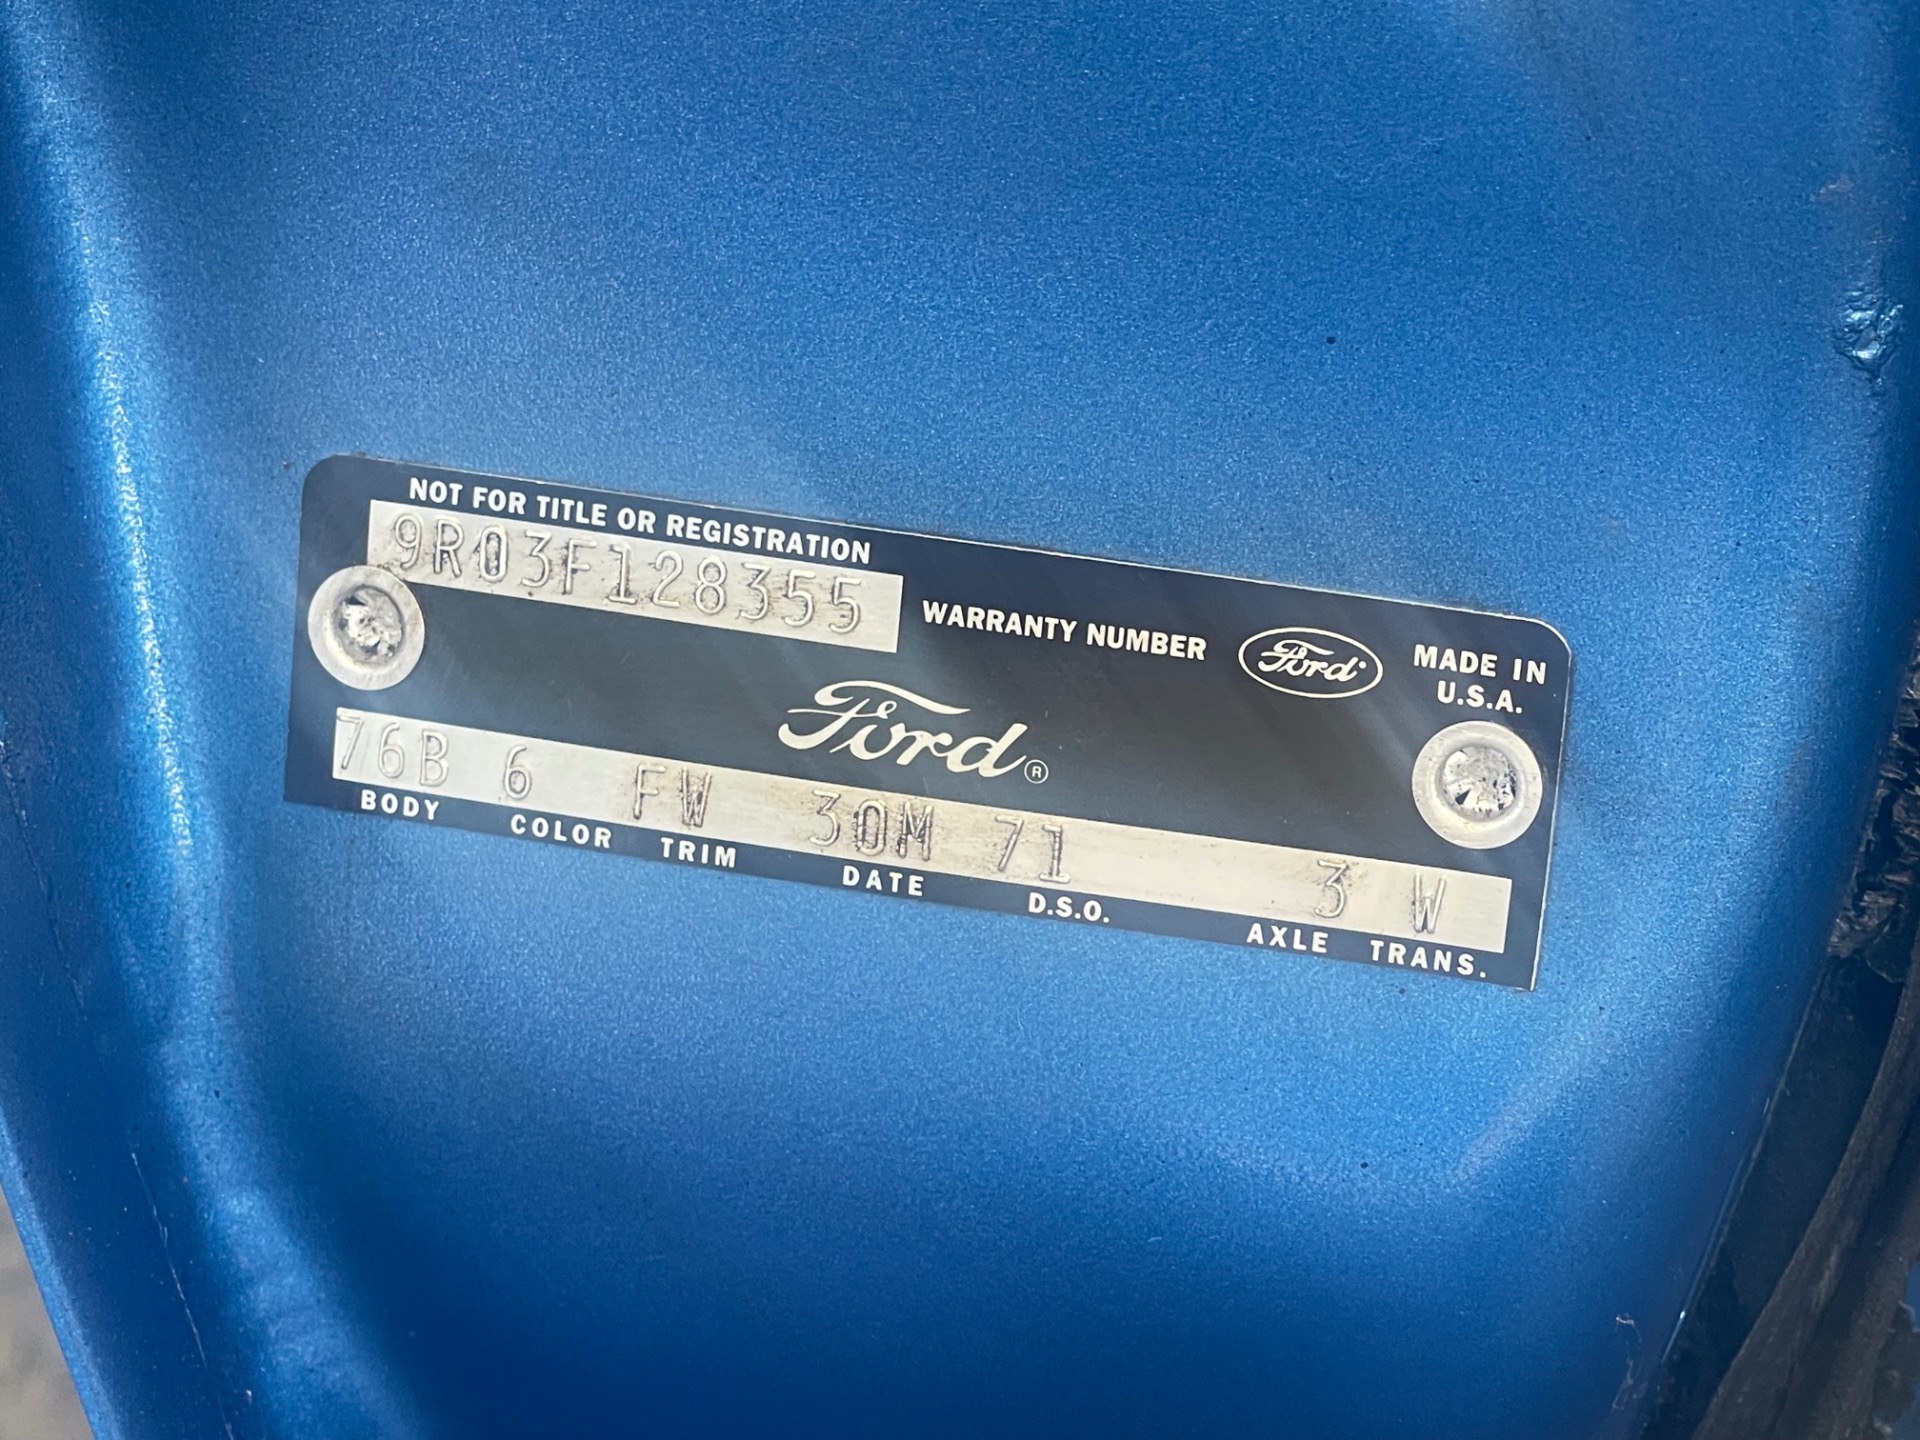 NOT FOR TITLE OR REGISTRATION
9R03F128355
WARRANTY NUMBER
Ford
MADE IN
U.S.A.
Ford®
76B 6 FW 30M 71 3 W
BODY COLOR TRIM DATE D.S.O. AXLE TRANS.